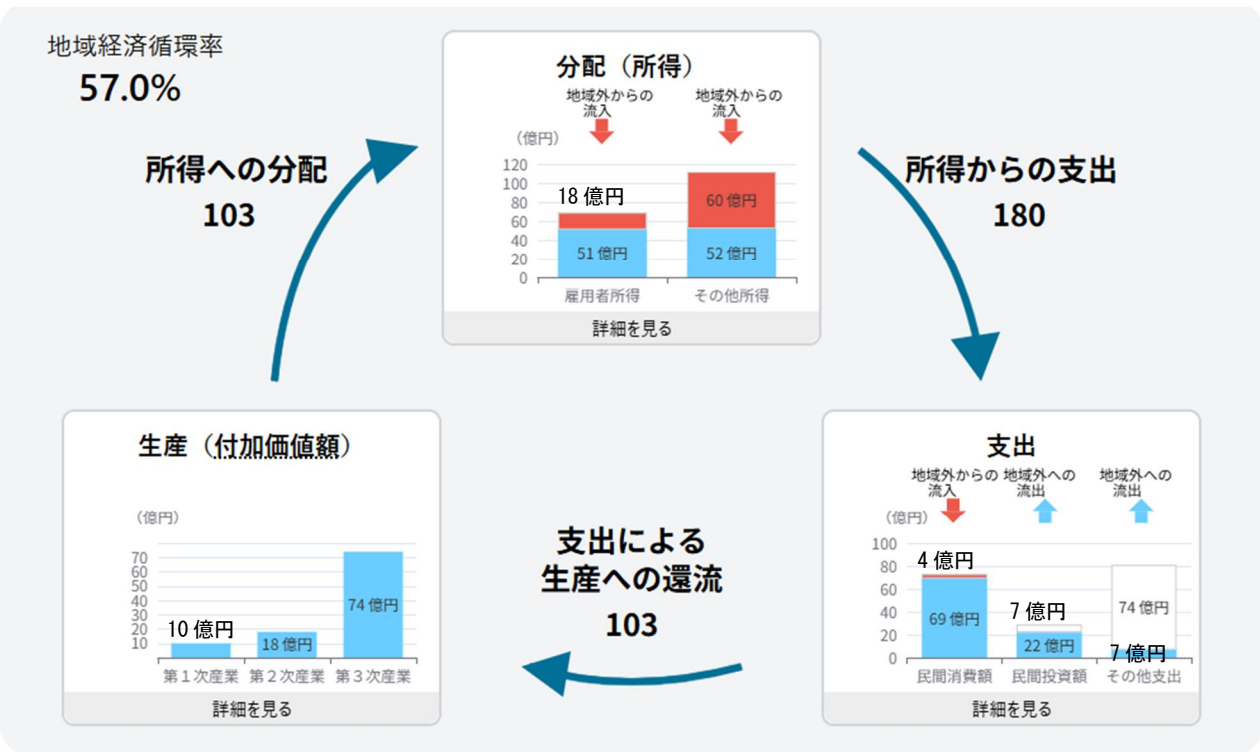 地域経済循環率
57.0%
分配（所得）
地域外からの
流入
地域外からの
流入
（億円）
120
100
80
60
40
20
0
18 億円
51 億円
60 億円
52 億円
雇用者所得
その他所得
詳細を見る
所得への分配
103
所得からの支出
180
生産（付加価値額）
（億円）
70
60
50
40
30
20
10
10 億円
18 億円
74 億円
第１次産業
第２次産業
第３次産業
詳細を見る
支出による
生産への還流
103
支出
地域外からの
流入
地域外への
流出
地域外への
流出
（億円）
100
80
60
40
20
0
4 億円
69 億円
7 億円
22 億円
74 億円
7 億円
民間消費額
民間投資額
その他支出
詳細を見る